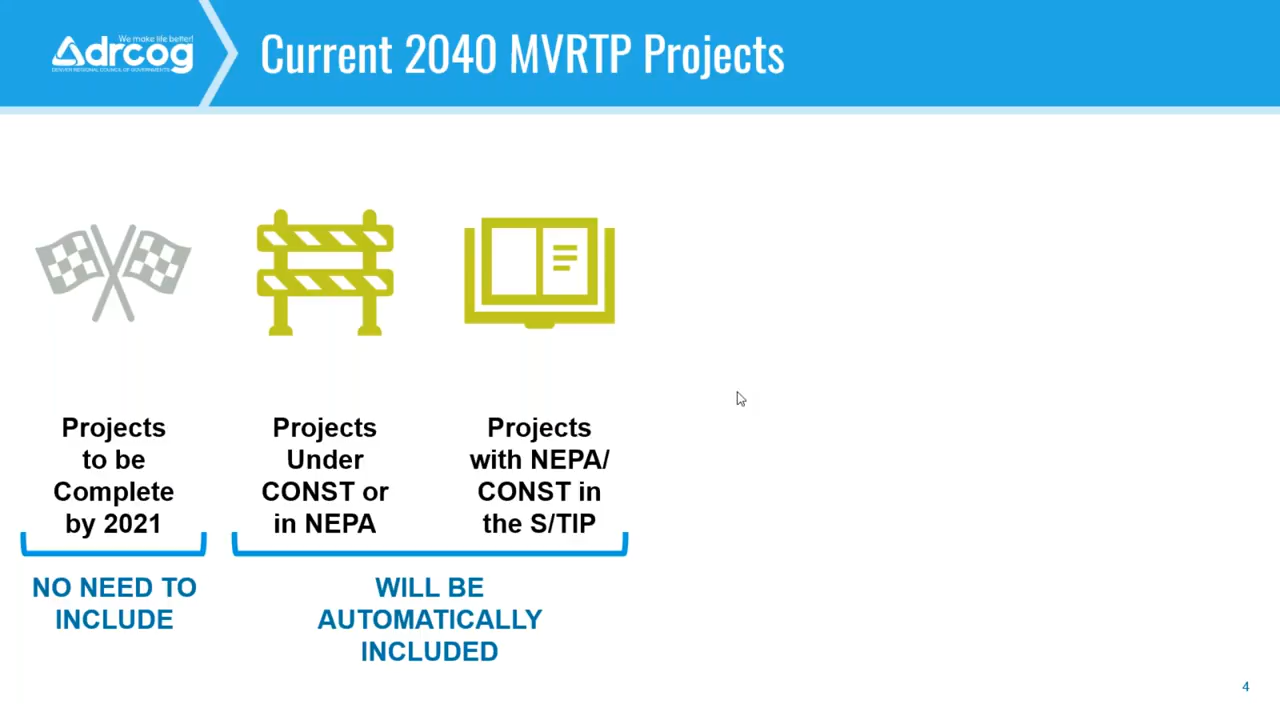 We make life better!
drcog
DENVER REGIONAL COUNCIL OF GOVERNMENTS
Current 2040 MVRTP Projects
Projects
to be
Complete
by 2021
Projects
Under
CONST or
in NEPA
Projects
with NEPA/
CONST in
the S/TIP
NO NEED TO
INCLUDE
WILL BE
AUTOMATICALLY
INCLUDED
4